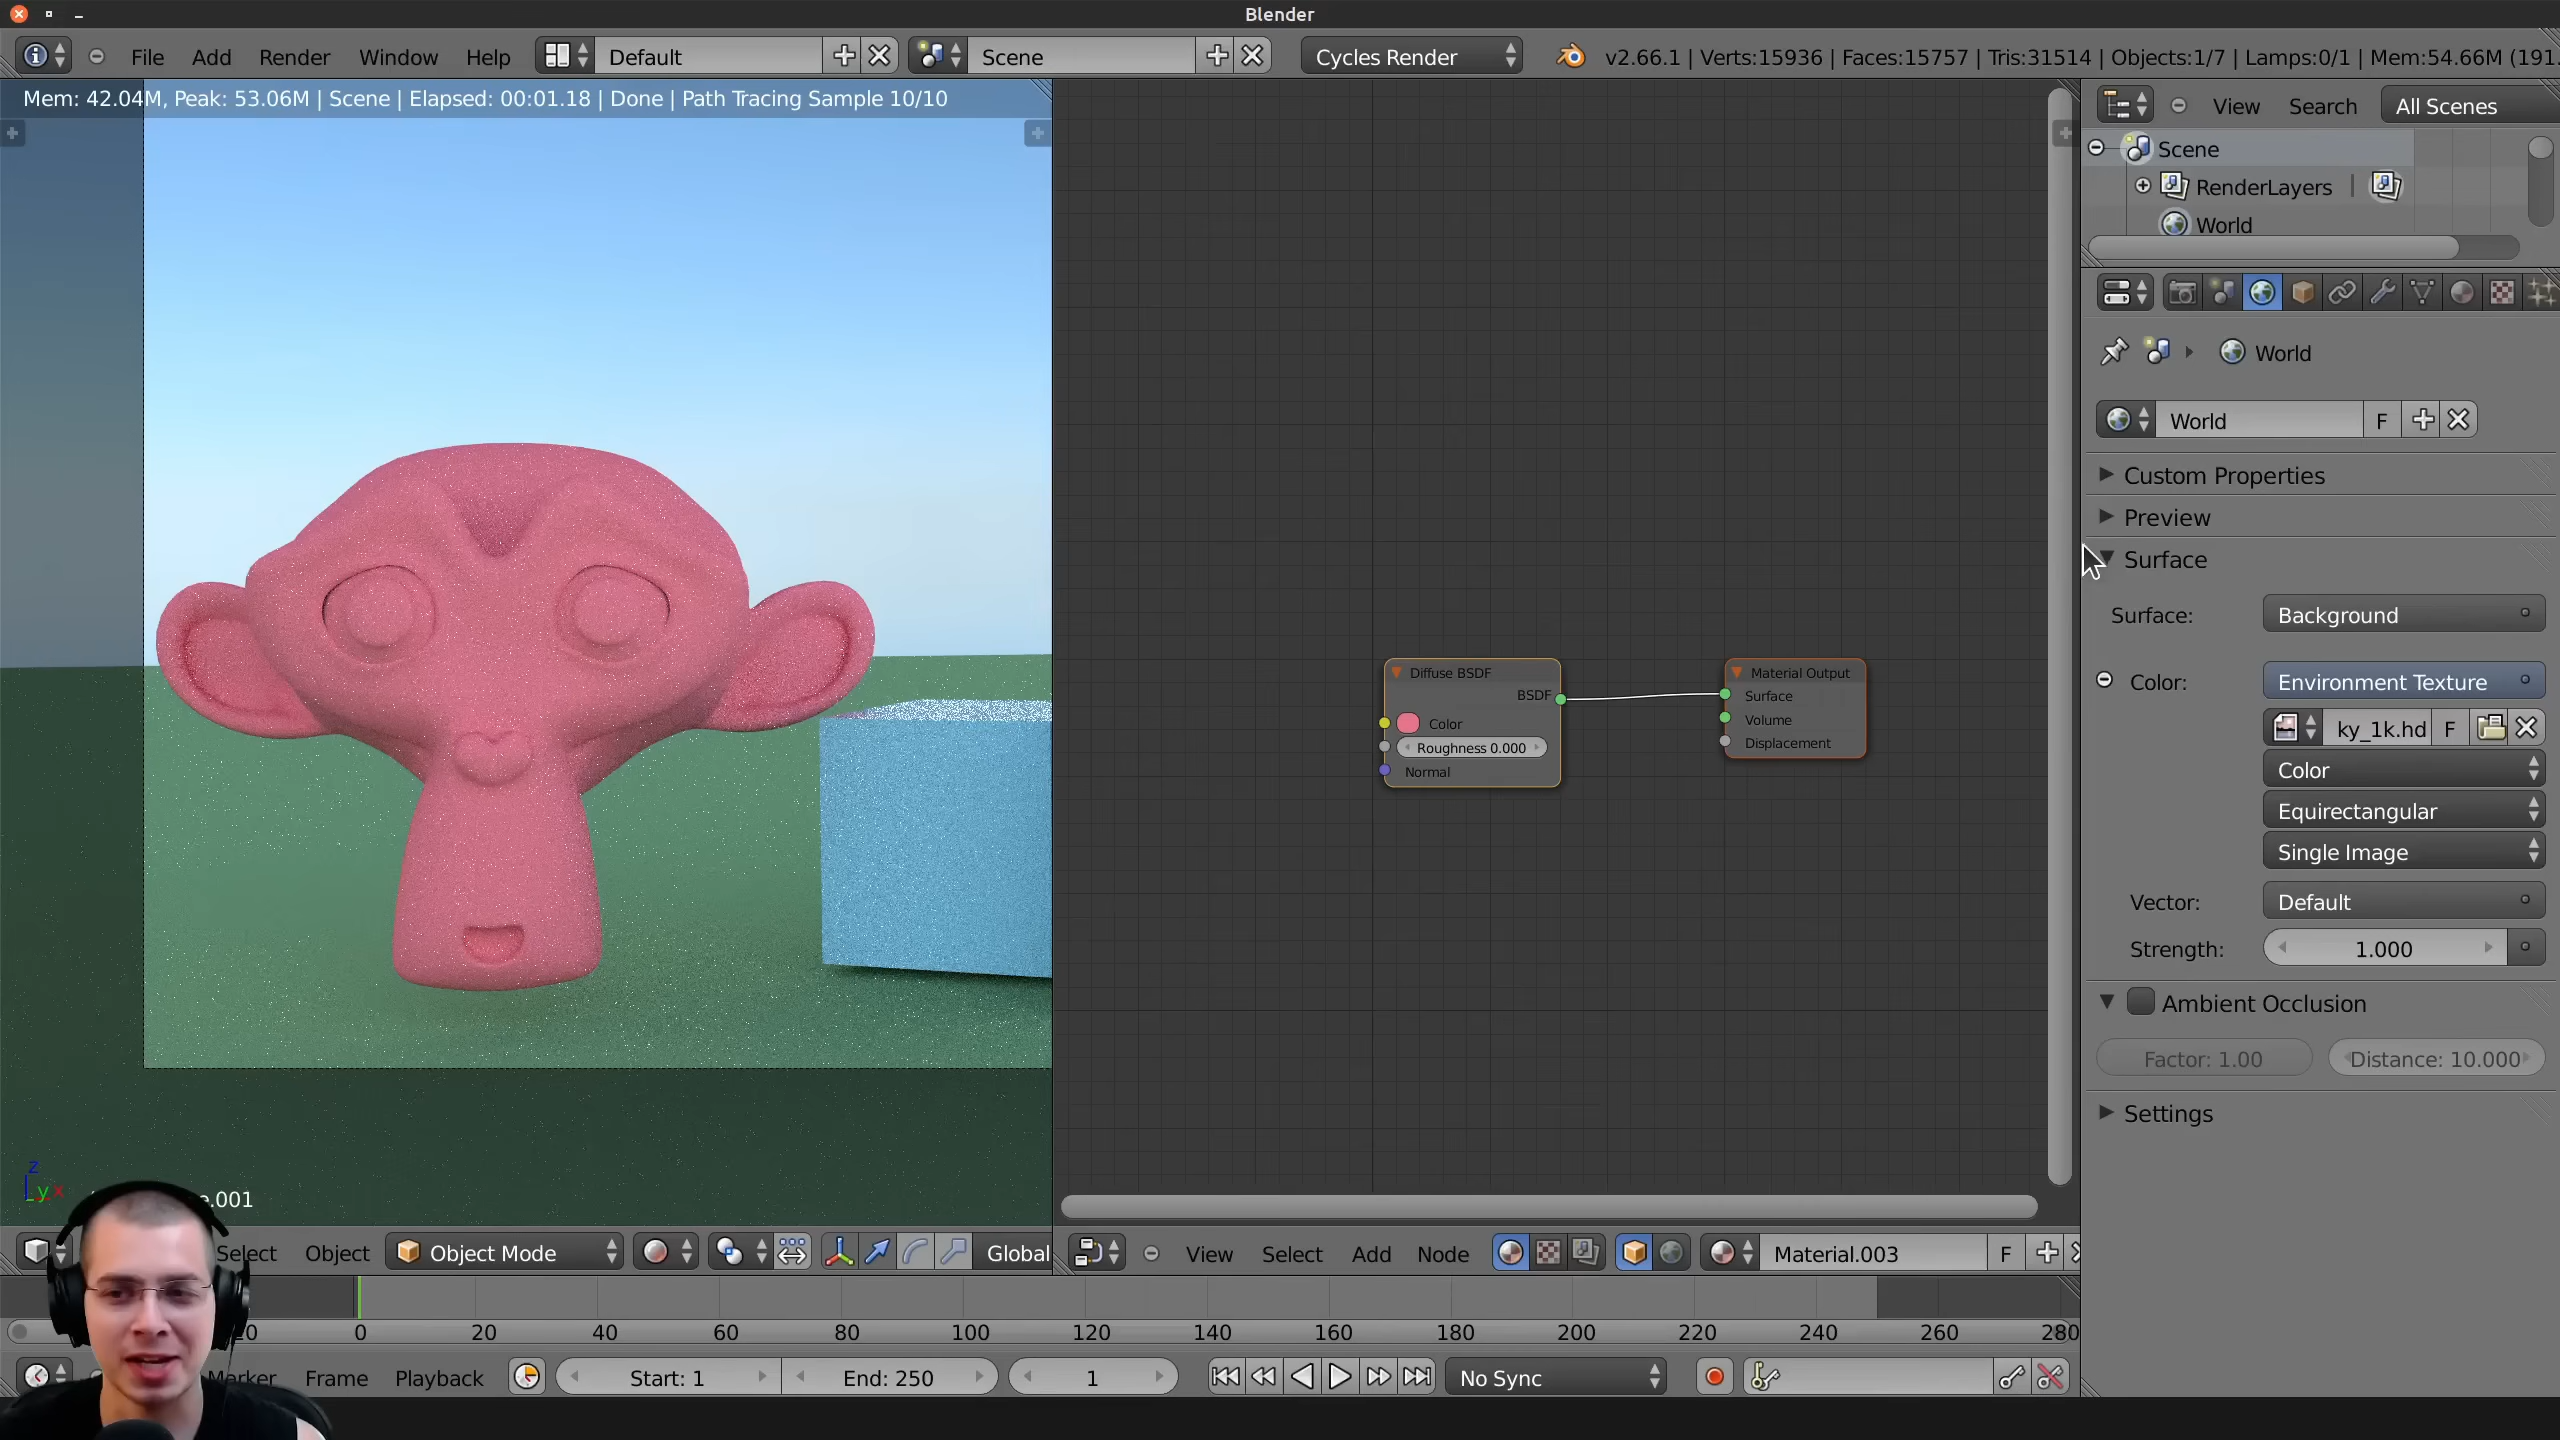 Blender
File Add Render Window Help Default Scene Cycles Render v2.66.1 | Verts:15936 | Faces:15757 | Tris:31514 | Objects:1/7 | Lamps:0/1 | Mem:54.66M (191.
Mem: 42.04M, Peak: 53.06M | Scene | Elapsed: 00:01.18 | Done | Path Tracing Sample 10/10
View Search All Scenes
Scene
RenderLayers
World
World
World F
Custom Properties
Preview
Surface
Surface: Background
Color: Environment Texture
ky_1k.hd F
Color
Equirectangular
Single Image
Vector: Default
Strength: 1.000
Ambient Occlusion
Factor: 1.00 Distance: 10.000
Settings
Diffuse BSDF
BSDF
Color
Roughness 0.000
Normal
Material Output
Surface
Volume
Displacement
z
y x
e.001
Select Object Object Mode Global
View Select Add Node Material.003 F
20 0 20 40 60 80 100 120 140 160 180 200 220 240 260 280
Marker Frame Playback Start: 1 End: 250 1 No Sync